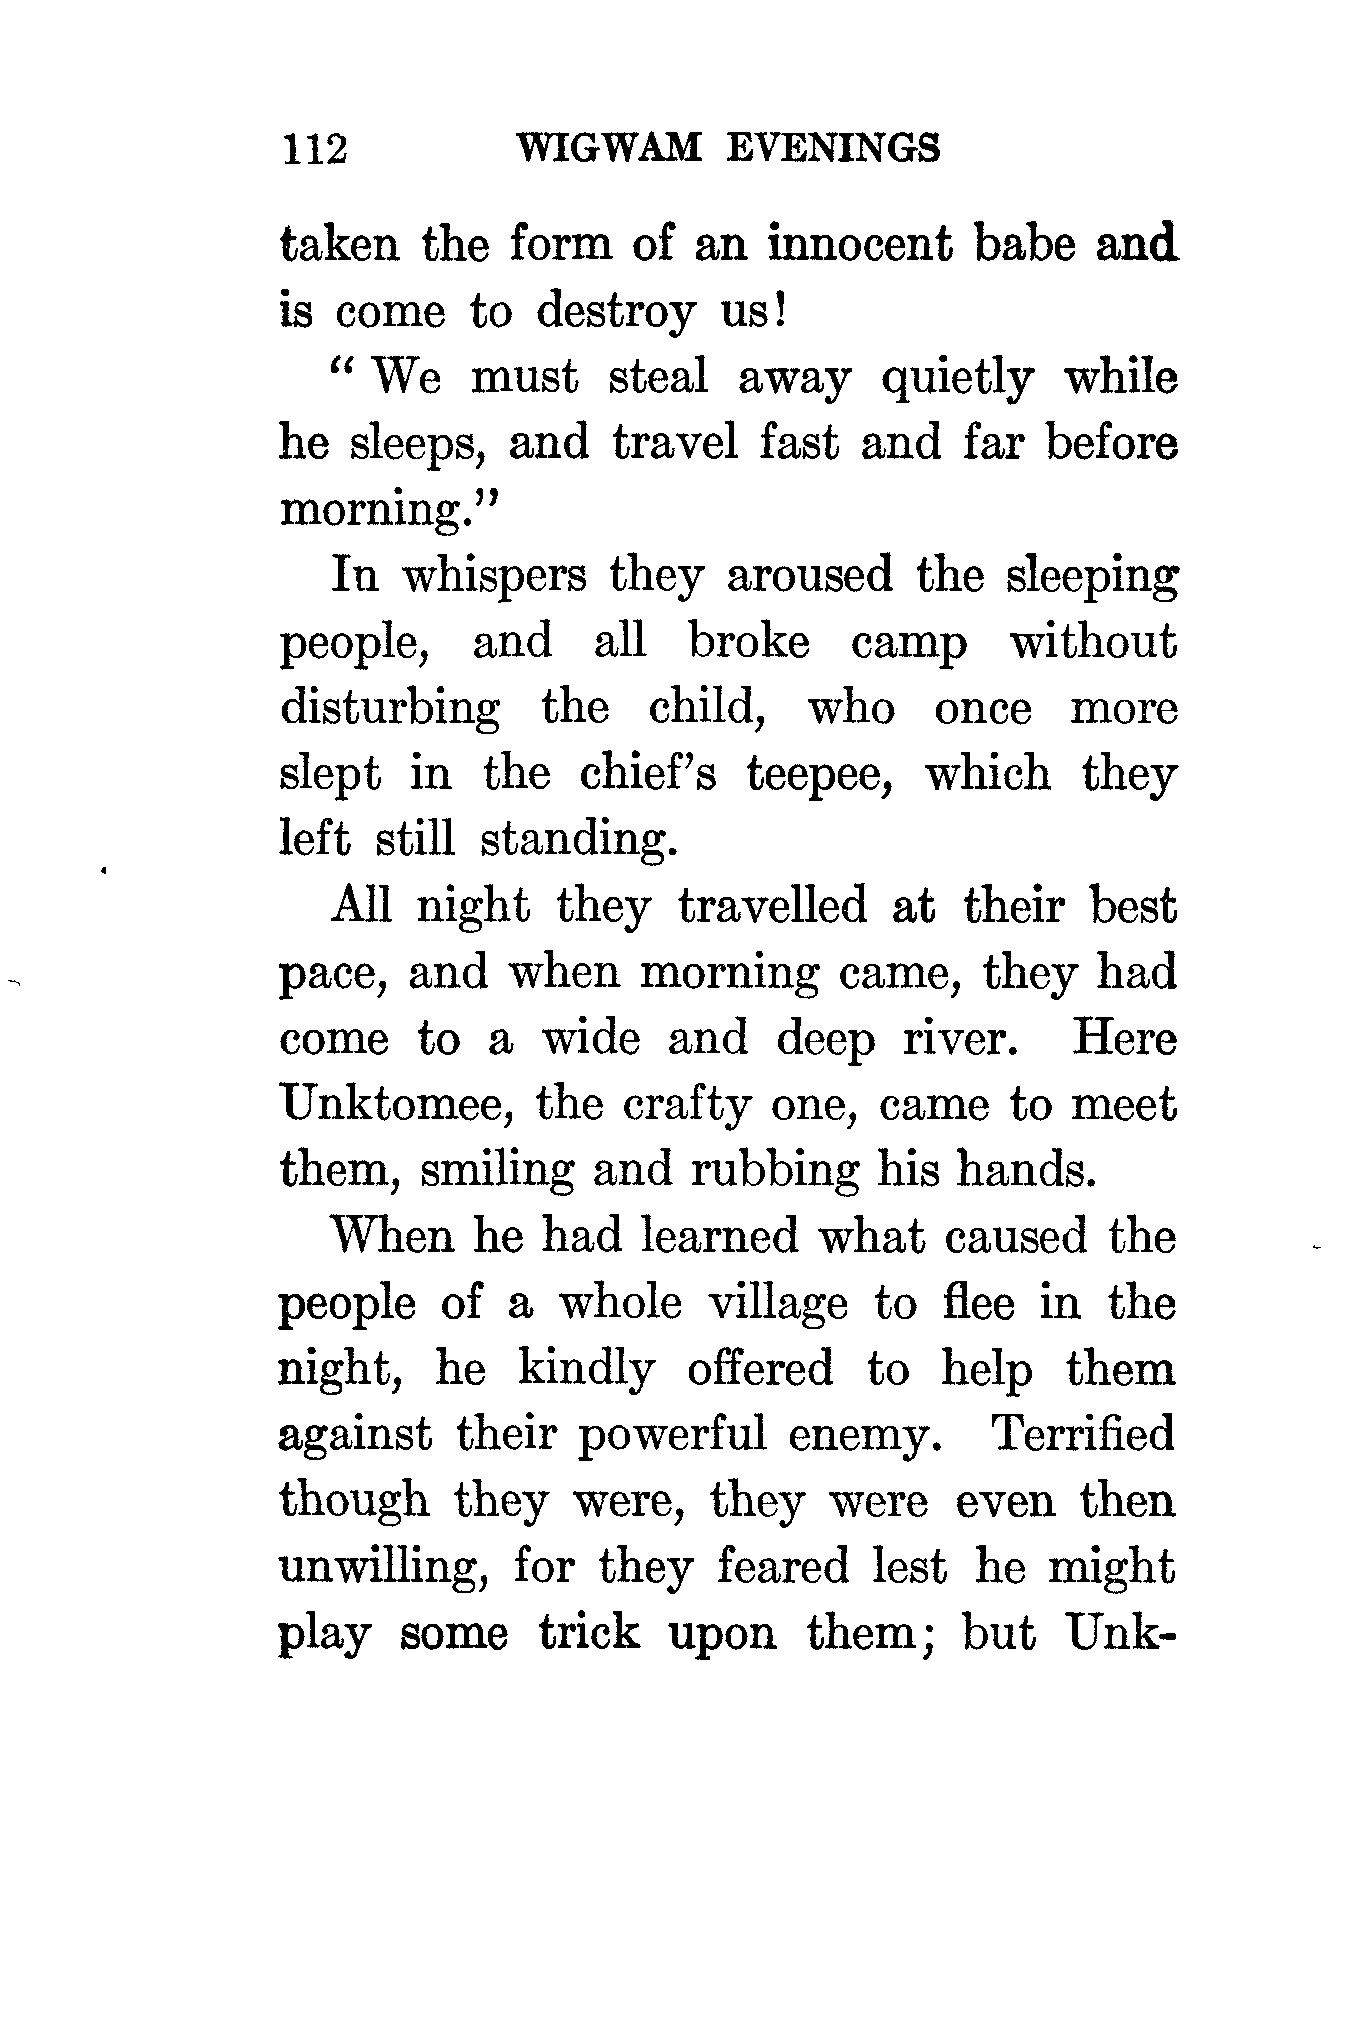 112 WIGWAM EVENINGS
taken the form of an innocent babe and
is come to destroy us!
" We must steal away quietly while
he sleeps, and travel fast and far before
morning."
In whispers they aroused the sleeping
people, and all broke camp without
disturbing the child, who once more
slept in the chief's teepee, which they
left still standing.
All night they travelled at their best
pace, and when morning came, they had
come to a wide and deep river. Here
Unktomee, the crafty one, came to meet
them, smiling and rubbing his hands.
When he had learned what caused the
people of a whole village to flee in the
night, he kindly offered to help them
against their powerful enemy. Terrified
though they were, they were even then
unwilling, for they feared lest he might
play some trick upon them; but Unk-